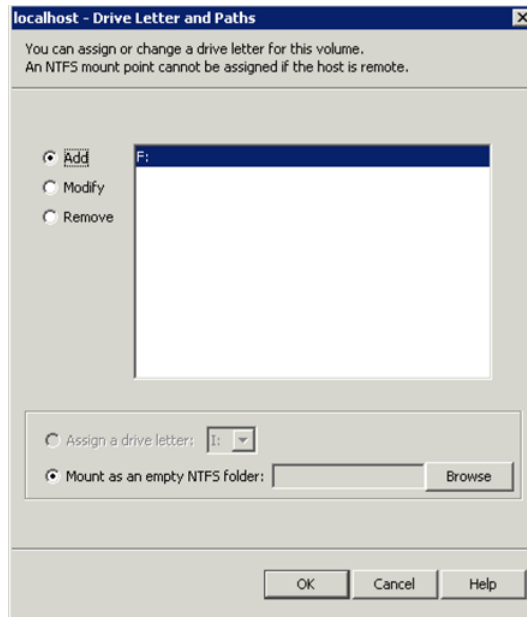 localhost - Drive Letter and Paths
You can assign or change a drive letter for this volume.
An NTFS mount point cannot be assigned if the host is remote.
Add
F:
Modify
Remove
Assign a drive letter: I:
Mount as an empty NTFS folder: Browse
OK Cancel Help